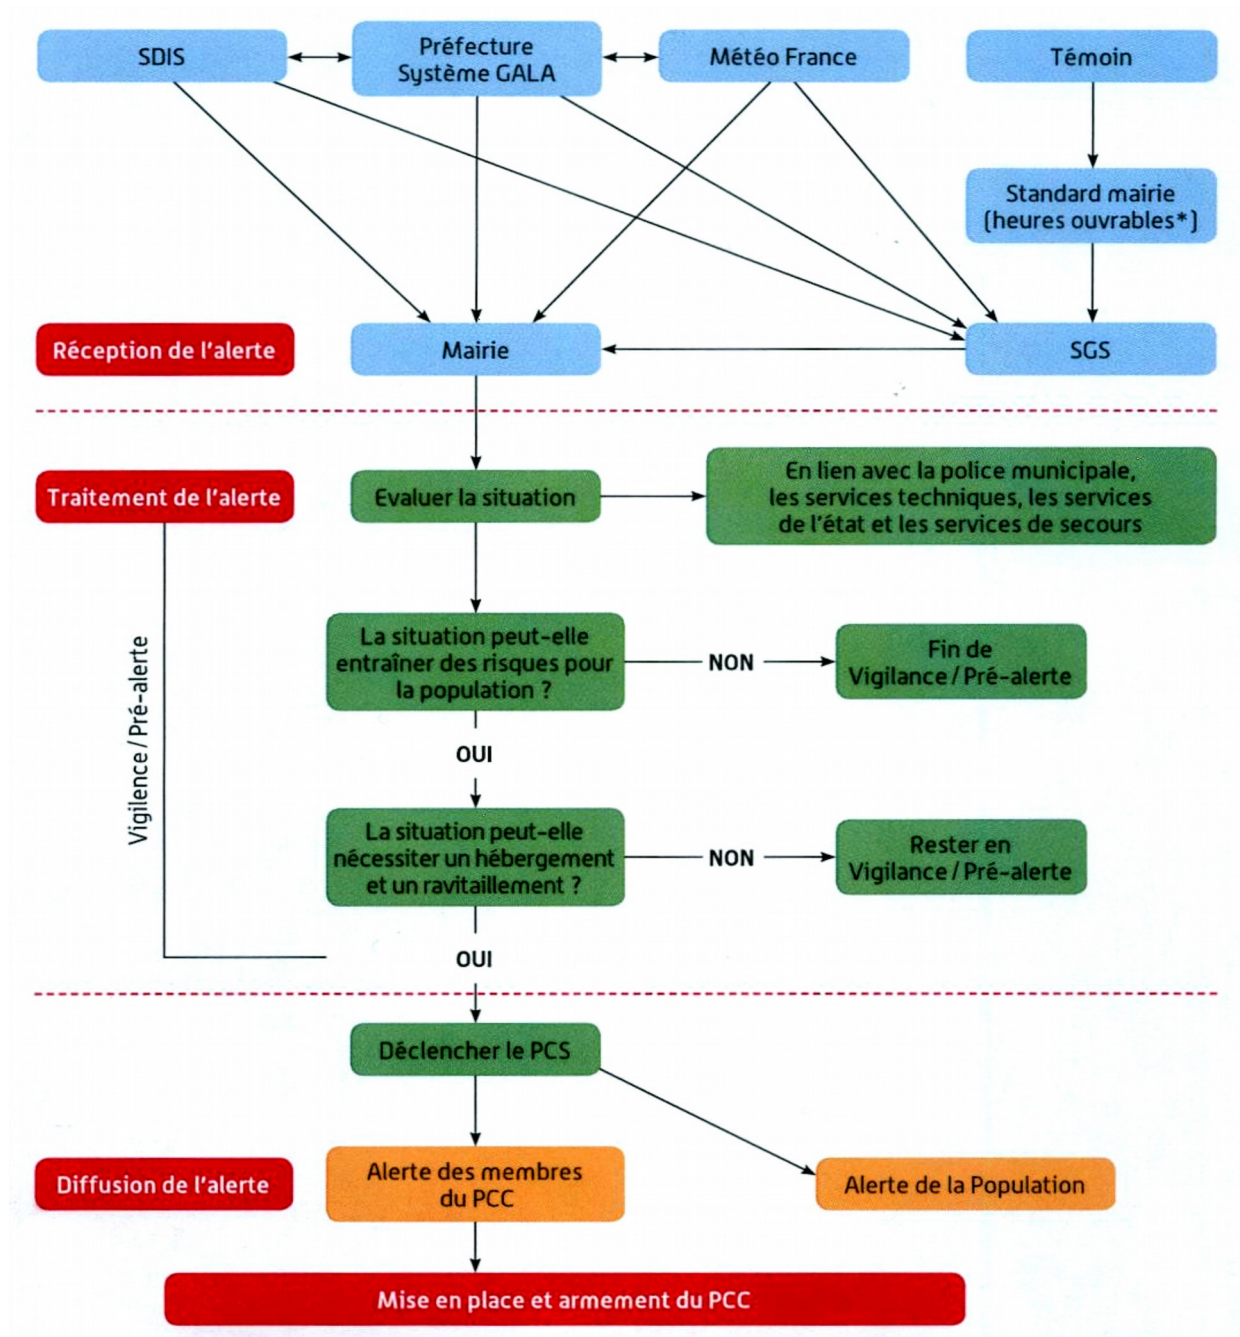 SDIS
Préfecture
Système GALA
Météo France
Témoin
Standard mairie
(heures ouvrables*)
Réception de l'alerte
Mairie
SGS
Traitement de l'alerte
Evaluer la situation
En lien avec la police municipale,
les services techniques, les services
de l'état et les services de secours
Vigilence / Pré-alerte
La situation peut-elle
entraîner des risques pour
la population ?
NON
Fin de
Vigilance / Pré-alerte
OUI
La situation peut-elle
nécessiter un hébergement
et un ravitaillement ?
NON
Rester en
Vigilance / Pré-alerte
OUI
Déclencher le PCS
Diffusion de l'alerte
Alerte des membres
du PCC
Alerte de la Population
Mise en place et armement du PCC